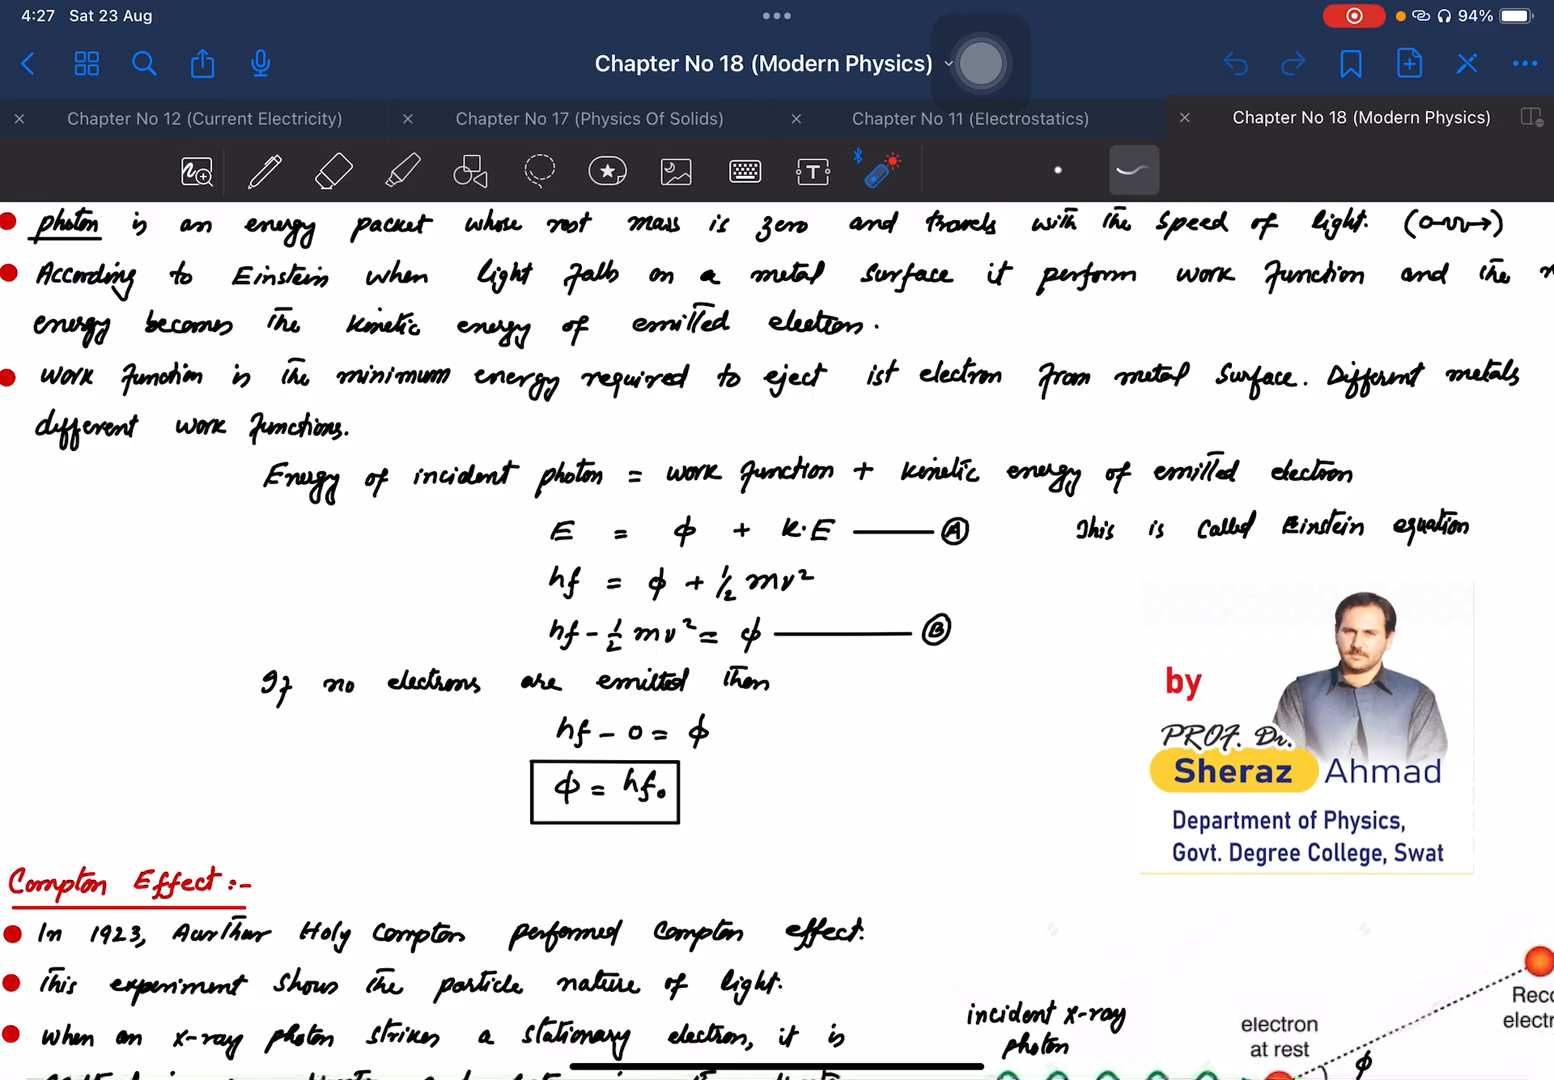 4:27 Sat 23 Aug
94%
Chapter No 18 (Modern Physics)
Chapter No 12 (Current Electricity)
Chapter No 17 (Physics Of Solids)
Chapter No 11 (Electrostatics)
Chapter No 18 (Modern Physics)
photon is an energy packet whose rest mass is zero and travels with the speed of light.
According to Einstein when light falls on a metal surface it perform work function and the
energy becomes the kinetic energy of emitted electron.
work function is the minimum energy required to eject ist electron from metal surface. Different metals
different work functions.
Energy of incident photon = work function + kinetic energy of emitted electron
E = ϕ + K.E —— Ⓐ This is called Einstein equation
hf = ϕ + ½ mv²
hf - ½ mv² = ϕ —— Ⓑ
If no electrons are emitted then
hf - 0 = ϕ
ϕ = hf₀
by
PROF. Dr.
Sheraz Ahmad
Department of Physics,
Govt. Degree College, Swat
Compton Effect :-
In 1923, Aurthur Holy Compton performed Compton effect.
This experiment shows the particle nature of light.
when an x-ray photon strikes a stationary electron, it is
incident x-ray
photon
electron
at rest
ϕ